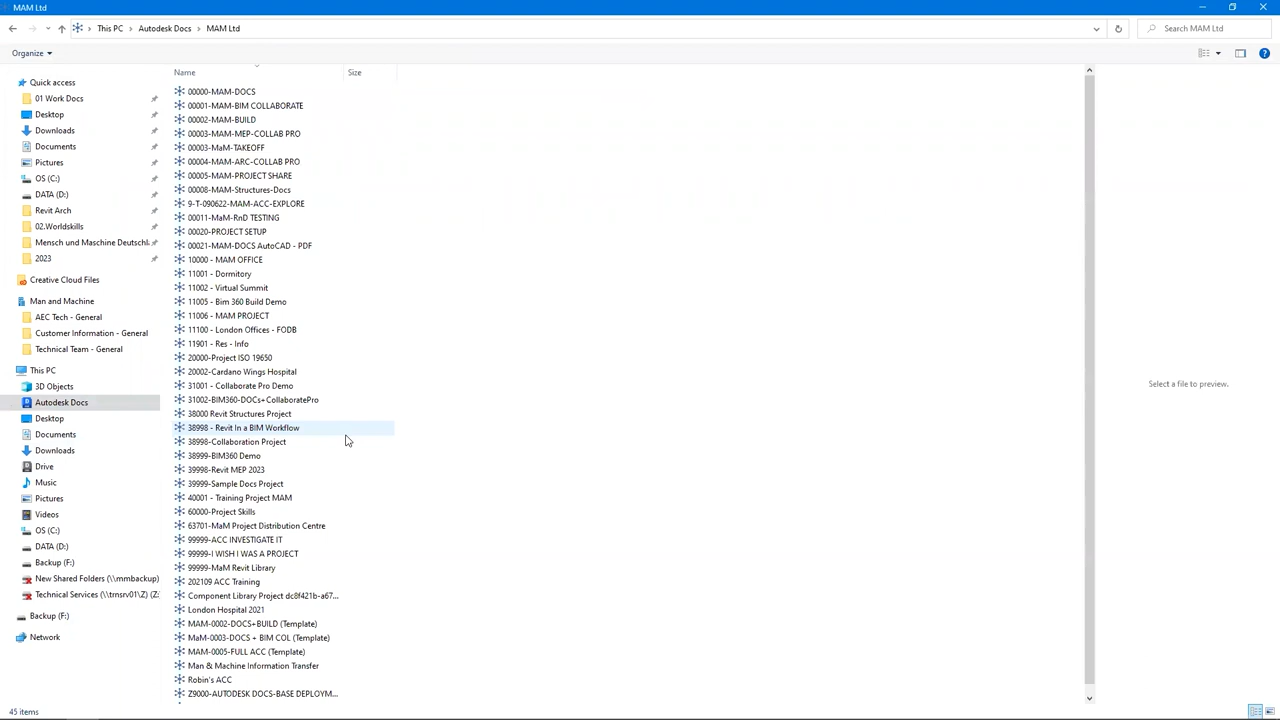 MAM Ltd
This PC > Autodesk Docs > MAM Ltd
Search MAM Ltd
Organize
Name Size
Quick access
01 Work Docs
Desktop
Downloads
Documents
Pictures
OS (C:)
DATA (D:)
Revit Arch
02.Worldskills
Mensch und Maschine Deutschl
2023
Creative Cloud Files
Man and Machine
AEC Tech - General
Customer Information - General
Technical Team - General
This PC
3D Objects
Autodesk Docs
Desktop
Documents
Downloads
Drive
Music
Pictures
Videos
OS (C:)
DATA (D:)
Backup (F:)
New Shared Folders (\\mmbackup)
Technical Services (\\trnsrv01\Z) (Z:
Backup (F:)
Network
00000-MAM-DOCS
00001-MAM-BIM COLLABORATE
00002-MAM-BUILD
00003-MAM-MEP-COLLAB PRO
00003-MaM-TAKEOFF
00004-MAM-ARC-COLLAB PRO
00005-MAM-PROJECT SHARE
00008-MAM-Structures-Docs
9-T-090622-MAM-ACC-EXPLORE
00011-MaM-RnD TESTING
00020-PROJECT SETUP
00021-MAM-DOCS AutoCAD - PDF
10000 - MAM OFFICE
11001 - Dormitory
11002 - Virtual Summit
11005 - Bim 360 Build Demo
11006 - MAM PROJECT
11100 - London Offices - FODB
11901 - Res - Info
20000-Project ISO 19650
20002-Cardano Wings Hospital
31001 - Collaborate Pro Demo
31002-BIM360-DOCs+CollaboratePro
38000 Revit Structures Project
38998 - Revit In a BIM Workflow
38998-Collaboration Project
38999-BIM360 Demo
39998-Revit MEP 2023
39999-Sample Docs Project
40001 - Training Project MAM
60000-Project Skills
63701-MaM Project Distribution Centre
99999-ACC INVESTIGATE IT
99999-I WISH I WAS A PROJECT
99999-MaM Revit Library
202109 ACC Training
Component Library Project dc8f421b-a67...
London Hospital 2021
MAM-0002-DOCS+BUILD (Template)
MaM-0003-DOCS + BIM COL (Template)
MAM-0005-FULL ACC (Template)
Man & Machine Information Transfer
Robin's ACC
Z9000-AUTODESK DOCS-BASE DEPLOYM...
Select a file to preview.
45 items